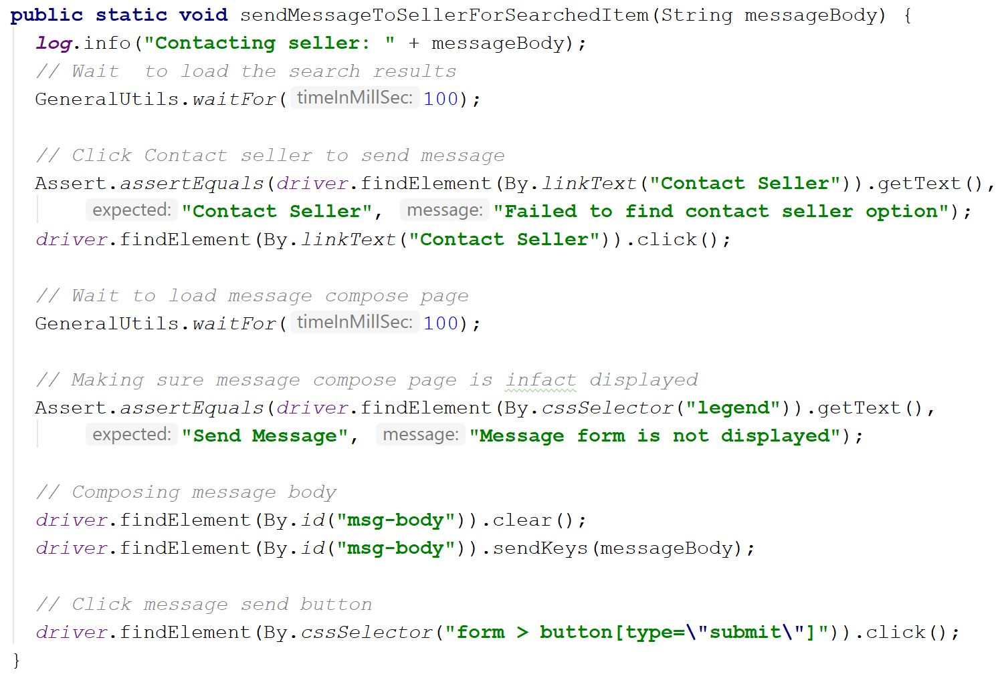 public static void sendMessageToSellerForSearchedItem(String messageBody) {
log.info("Contacting seller: " + messageBody);
// Wait  to load the search results
GeneralUtils.waitFor( timeInMillSec: 100);
// Click Contact seller to send message
Assert.assertEquals(driver.findElement(By.linkText("Contact Seller")).getText(),
expected: "Contact Seller", message: "Failed to find contact seller option");
driver.findElement(By.linkText("Contact Seller")).click();
// Wait to load message compose page
GeneralUtils.waitFor( timeInMillSec: 100);
// Making sure message compose page is infact displayed
Assert.assertEquals(driver.findElement(By.cssSelector("legend")).getText(),
expected: "Send Message", message: "Message form is not displayed");
// Composing message body
driver.findElement(By.id("msg-body")).clear();
driver.findElement(By.id("msg-body")).sendKeys(messageBody);
// Click message send button
driver.findElement(By.cssSelector("form > button[type=\"submit\"]")).click();
}